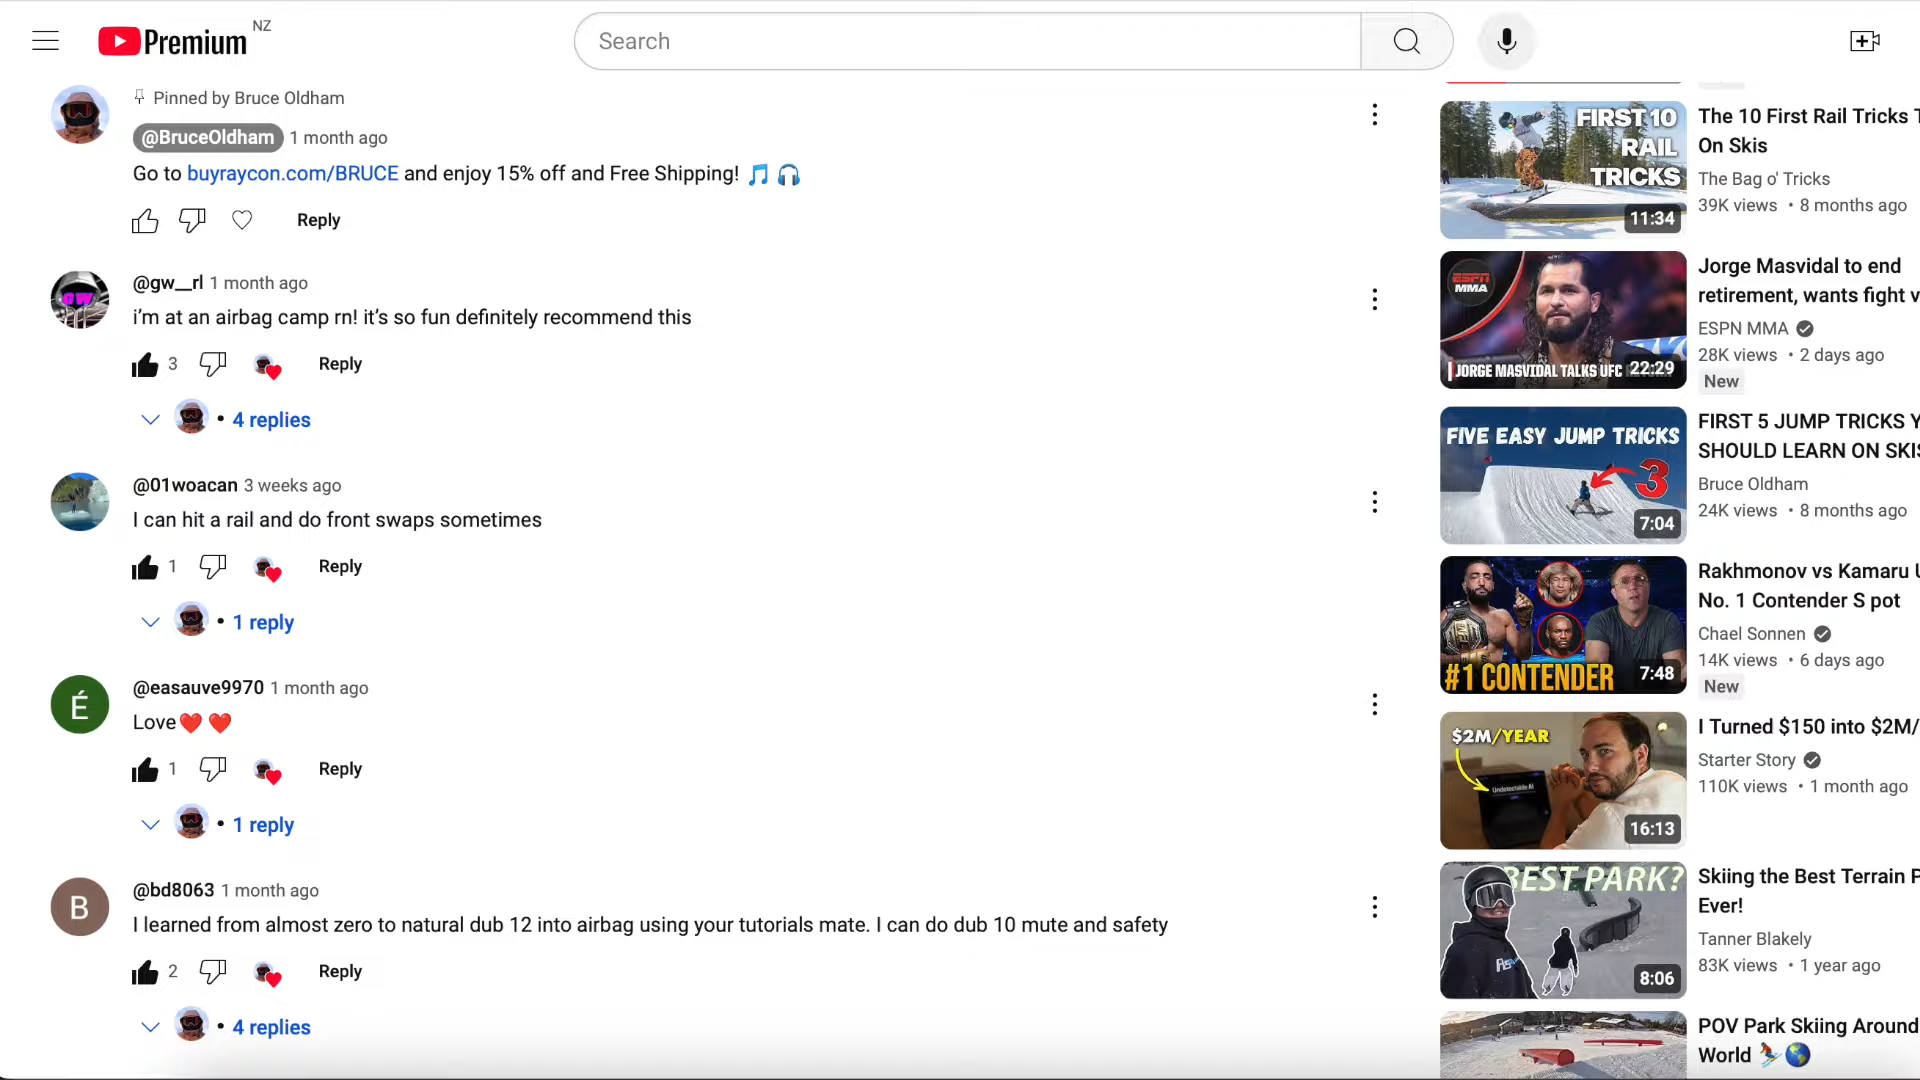 Premium NZ
Search
Pinned by Bruce Oldham
@BruceOldham 1 month ago
Go to buyraycon.com/BRUCE and enjoy 15% off and Free Shipping! 🎵 🎧
Reply
GW
@gw__rl 1 month ago
i’m at an airbag camp rn! it’s so fun definitely recommend this
3 Reply
• 4 replies
@01woacan 3 weeks ago
I can hit a rail and do front swaps sometimes
1 Reply
• 1 reply
É
@easauve9970 1 month ago
Love❤️ ❤️
1 Reply
• 1 reply
B
@bd8063 1 month ago
I learned from almost zero to natural dub 12 into airbag using your tutorials mate. I can do dub 10 mute and safety
2 Reply
• 4 replies
FIRST 10
RAIL
TRICKS
11:34
The 10 First Rail Tricks T
On Skis
The Bag o' Tricks
39K views • 8 months ago
ESPN
MMA
JORGE MASVIDAL TALKS UFC
22:29
Jorge Masvidal to end
retirement, wants fight v
ESPN MMA
28K views • 2 days ago
New
FIVE EASY JUMP TRICKS
3
7:04
FIRST 5 JUMP TRICKS Y
SHOULD LEARN ON SKIS
Bruce Oldham
24K views • 8 months ago
#1 CONTENDER
7:48
Rakhmonov vs Kamaru U
No. 1 Contender S pot
Chael Sonnen
14K views • 6 days ago
New
$2M/YEAR
Undetectable AI
16:13
I Turned $150 into $2M/
Starter Story
110K views • 1 month ago
BEST PARK?
8:06
Skiing the Best Terrain P
Ever!
Tanner Blakely
83K views • 1 year ago
POV Park Skiing Around
World ⛷️🌎